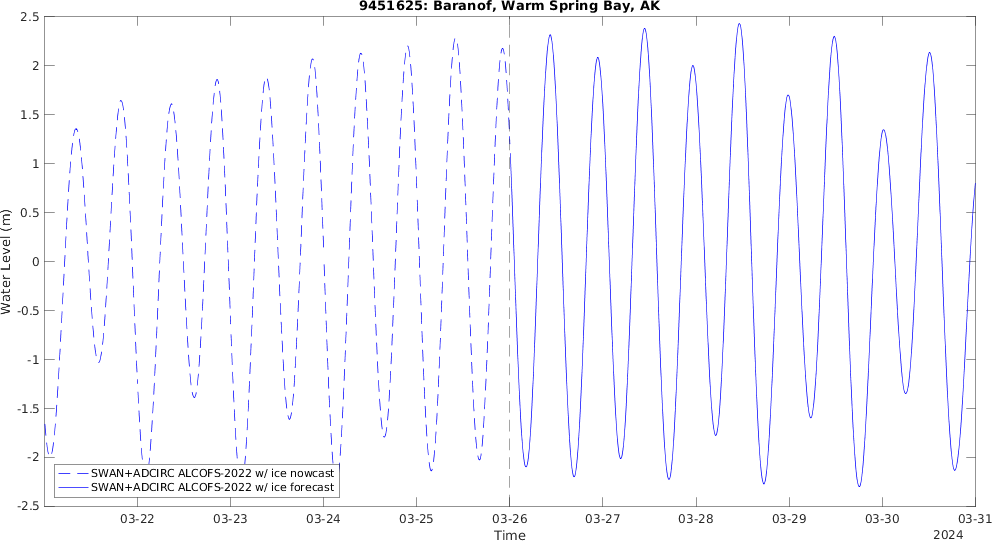 9451625: Baranof, Warm Spring Bay, AK
2.5
2
1.5
1
0.5
0
-0.5
-1
-1.5
-2
-2.5
Water Level (m)
SWAN+ADCIRC ALCOFS-2022 w/ ice nowcast
SWAN+ADCIRC ALCOFS-2022 w/ ice forecast
03-22 03-23 03-24 03-25 03-26 03-27 03-28 03-29 03-30 03-31
Time
2024